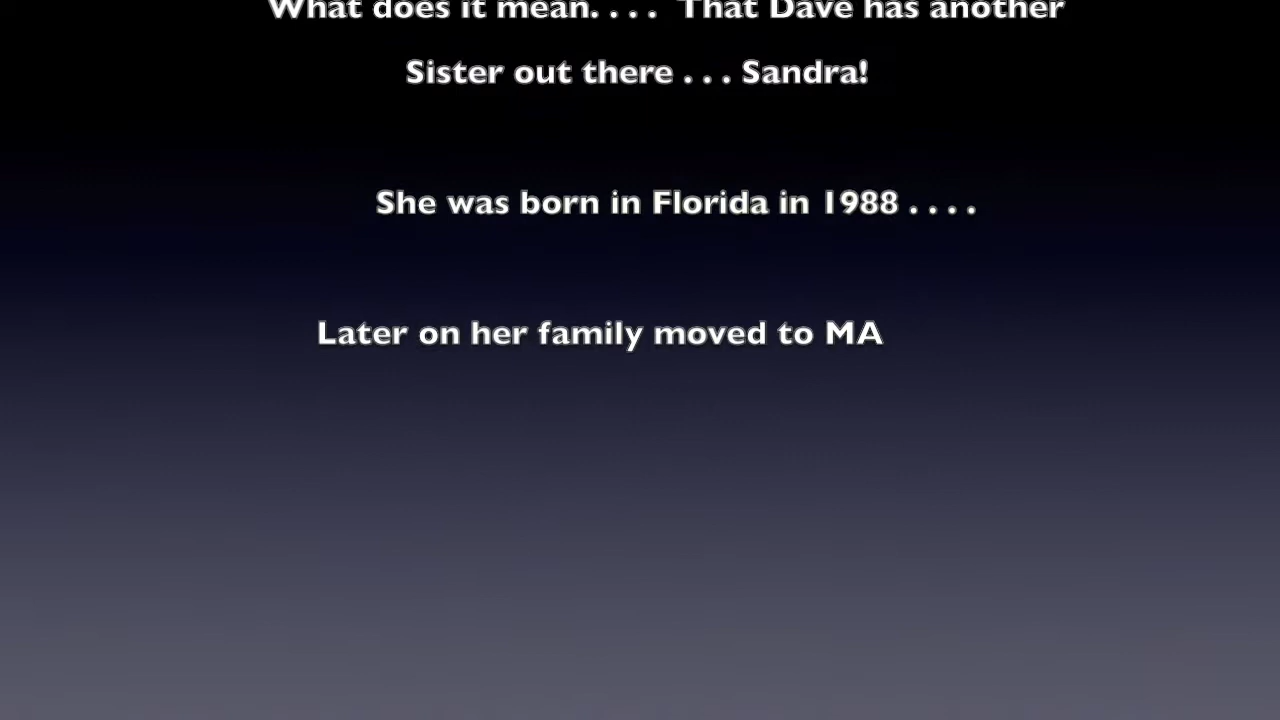 What does it mean. . . .  That Dave has another
Sister out there . . . Sandra!
She was born in Florida in 1988 . . . .
Later on her family moved to MA